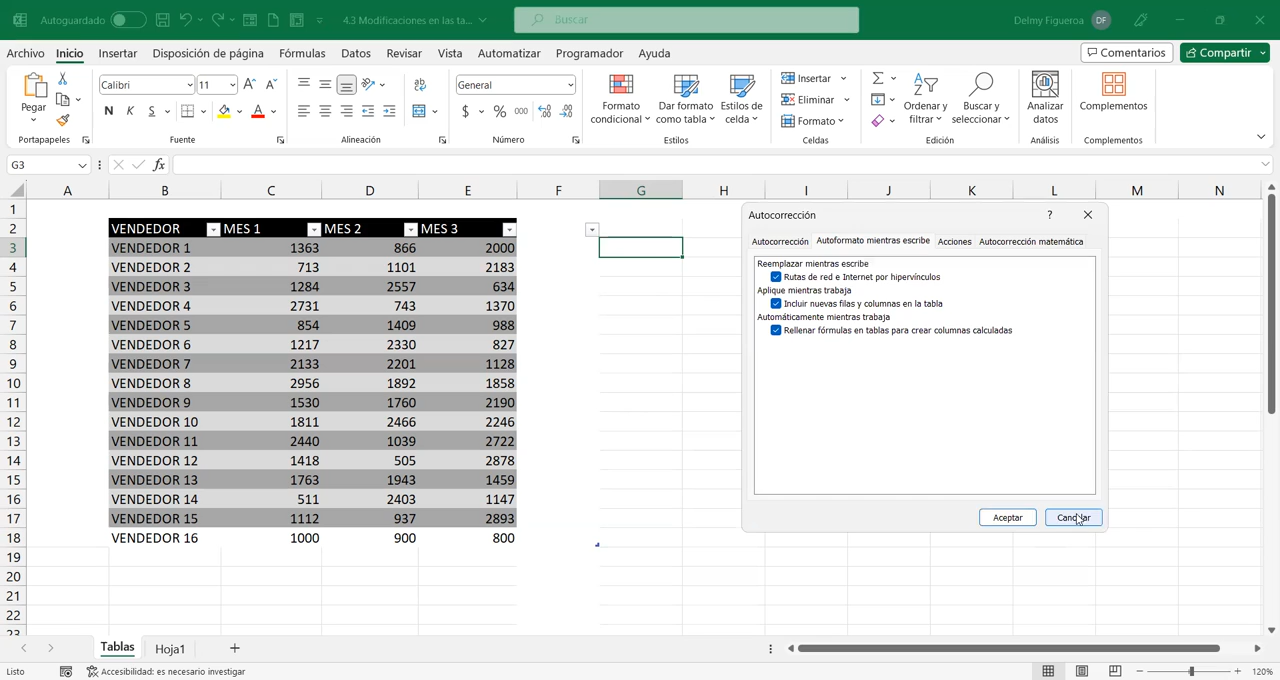 Autoguardado
4.3 Modificaciones en las ta...
Buscar
Delmy Figueroa DF
Archivo Inicio Insertar Disposición de página Fórmulas Datos Revisar Vista Automatizar Programador Ayuda
Comentarios Compartir
Pegar
Portapapeles
Calibri 11
N K S
Fuente
Alineación
General
$ % 000
Número
Formato condicional
Dar formato como tabla
Estilos de celda
Estilos
Insertar
Eliminar
Formato
Celdas
Ordenar y filtrar
Buscar y seleccionar
Edición
Analizar datos
Análisis
Complementos
Complementos
G3 fx
A B C D E F G H I J K L M N
1
2 VENDEDOR MES 1 MES 2 MES 3
3 VENDEDOR 1 1363 866 2000
4 VENDEDOR 2 713 1101 2183
5 VENDEDOR 3 1284 2557 634
6 VENDEDOR 4 2731 743 1370
7 VENDEDOR 5 854 1409 988
8 VENDEDOR 6 1217 2330 827
9 VENDEDOR 7 2133 2201 1128
10 VENDEDOR 8 2956 1892 1858
11 VENDEDOR 9 1530 1760 2190
12 VENDEDOR 10 1811 2466 2246
13 VENDEDOR 11 2440 1039 2722
14 VENDEDOR 12 1418 505 2878
15 VENDEDOR 13 1763 1943 1459
16 VENDEDOR 14 511 2403 1147
17 VENDEDOR 15 1112 937 2893
18 VENDEDOR 16 1000 900 800
19
20
21
22
23
Autocorrección ?
Autocorrección Autoformato mientras escribe Acciones Autocorrección matemática
Reemplazar mientras escribe
Rutas de red e Internet por hipervínculos
Aplique mientras trabaja
Incluir nuevas filas y columnas en la tabla
Automáticamente mientras trabaja
Rellenar fórmulas en tablas para crear columnas calculadas
Aceptar Cancelar
Tablas Hoja1
Listo Accesibilidad: es necesario investigar 120%